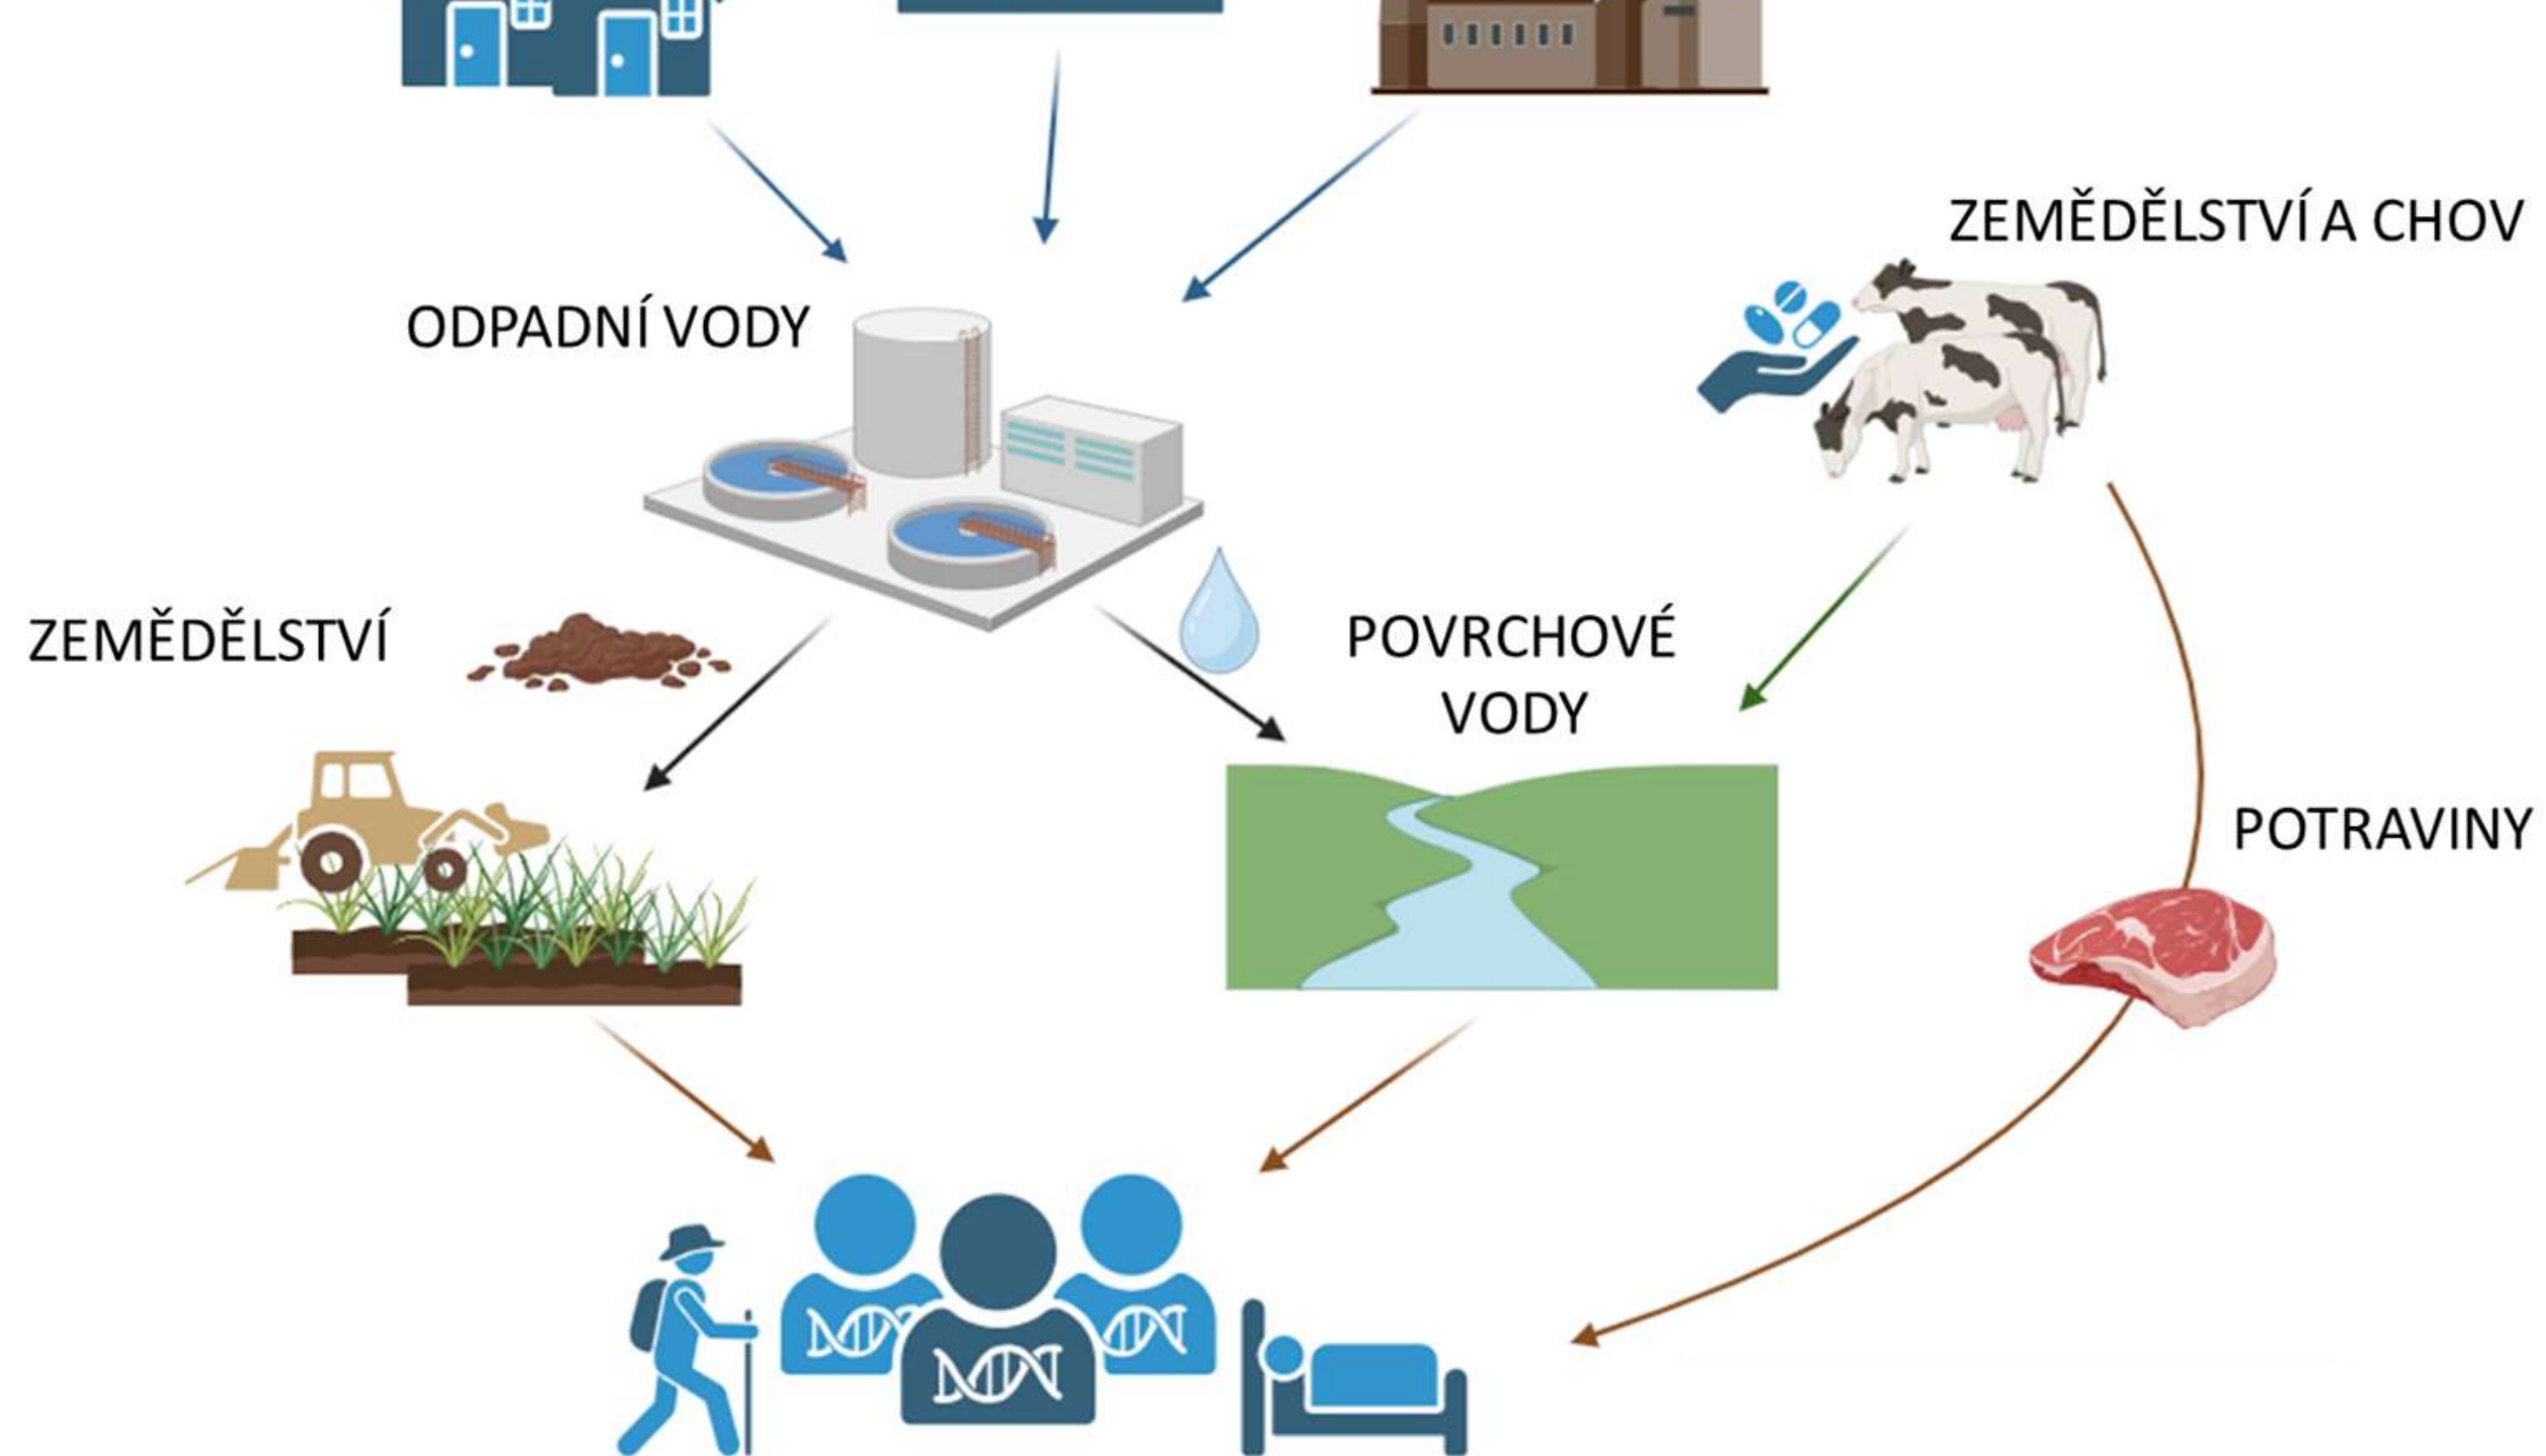 ZEMĚDĚLSTVÍ A CHOV
ODPADNÍ VODY
ZEMĚDĚLSTVÍ
POVRCHOVÉ
VODY
POTRAVINY